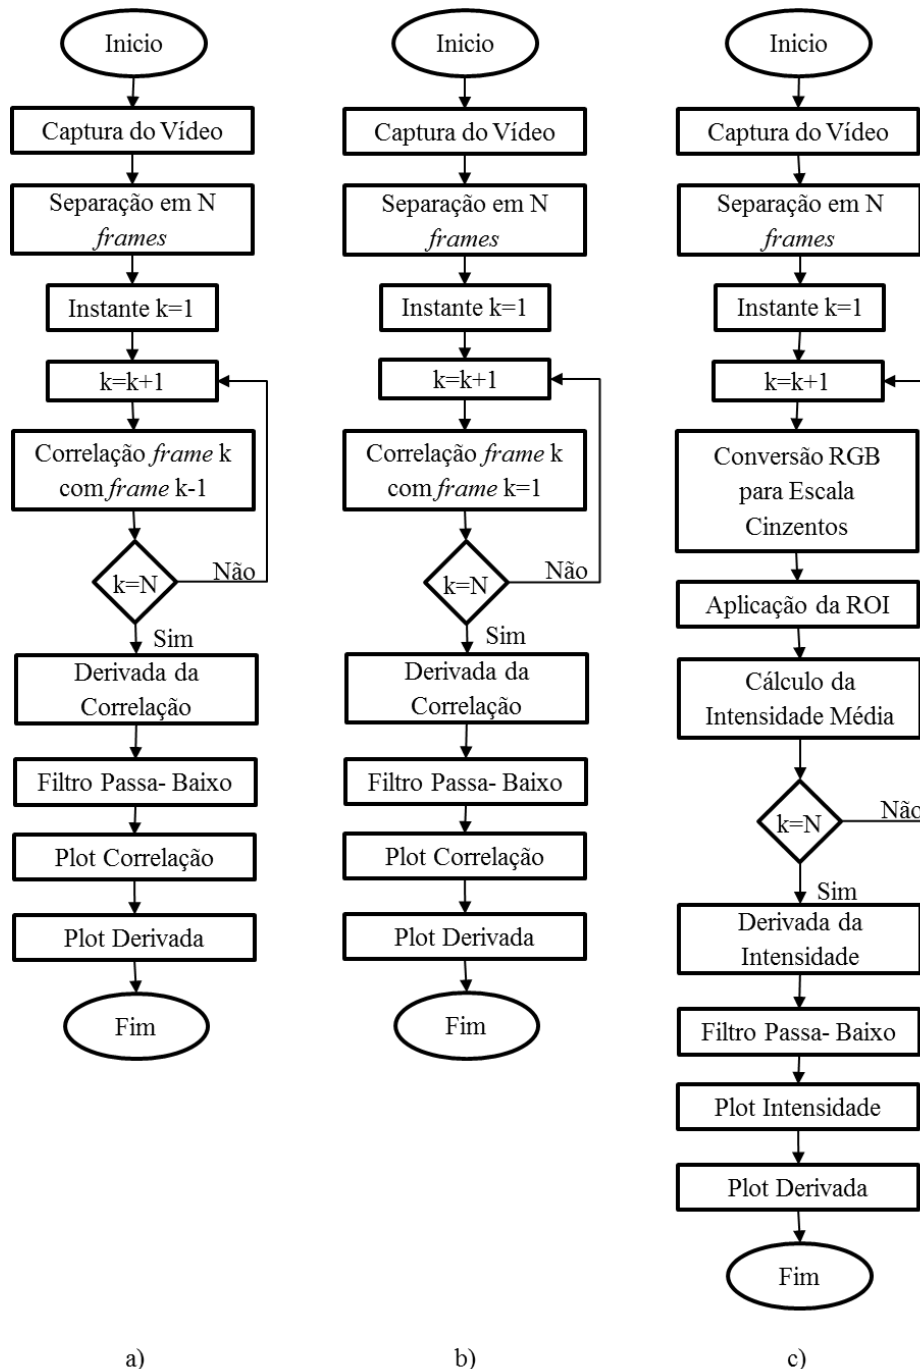 Inicio
Captura do Vídeo
Separação em N
frames
Instante k=1
k=k+1
Correlação frame k
com frame k-1
k=N
Não
Sim
Derivada da
Correlação
Filtro Passa- Baixo
Plot Correlação
Plot Derivada
Fim
a)
Inicio
Captura do Vídeo
Separação em N
frames
Instante k=1
k=k+1
Correlação frame k
com frame k=1
k=N
Não
Sim
Derivada da
Correlação
Filtro Passa- Baixo
Plot Correlação
Plot Derivada
Fim
b)
Inicio
Captura do Vídeo
Separação em N
frames
Instante k=1
k=k+1
Conversão RGB
para Escala
Cinzentos
Aplicação da ROI
Cálculo da
Intensidade Média
k=N
Não
Sim
Derivada da
Intensidade
Filtro Passa- Baixo
Plot Intensidade
Plot Derivada
Fim
c)